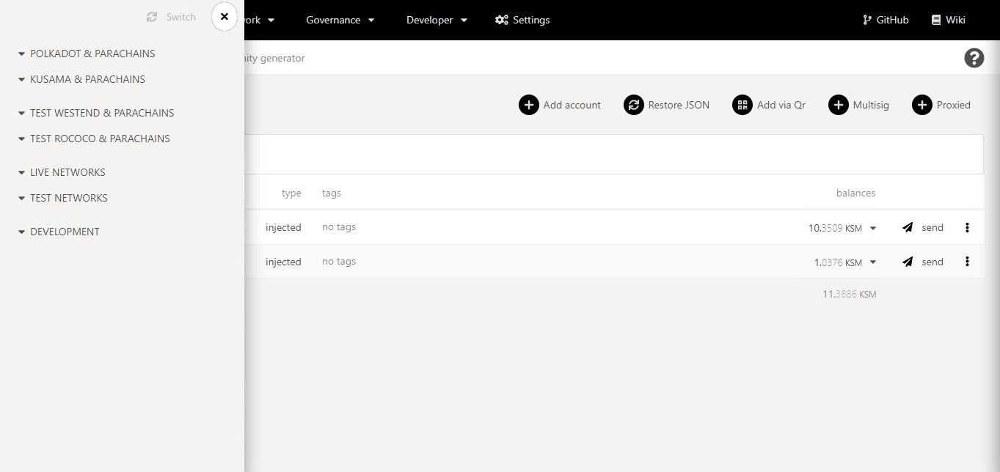 Switch
POLKADOT & PARACHAINS
KUSAMA & PARACHAINS
TEST WESTEND & PARACHAINS
TEST ROCOCO & PARACHAINS
LIVE NETWORKS
TEST NETWORKS
DEVELOPMENT
ork Governance Developer Settings GitHub Wiki
nity generator
Add account Restore JSON Add via Qr Multisig Proxied
type tags balances
injected no tags 10.3509 KSM send
injected no tags 1.0376 KSM send
11.3886 KSM